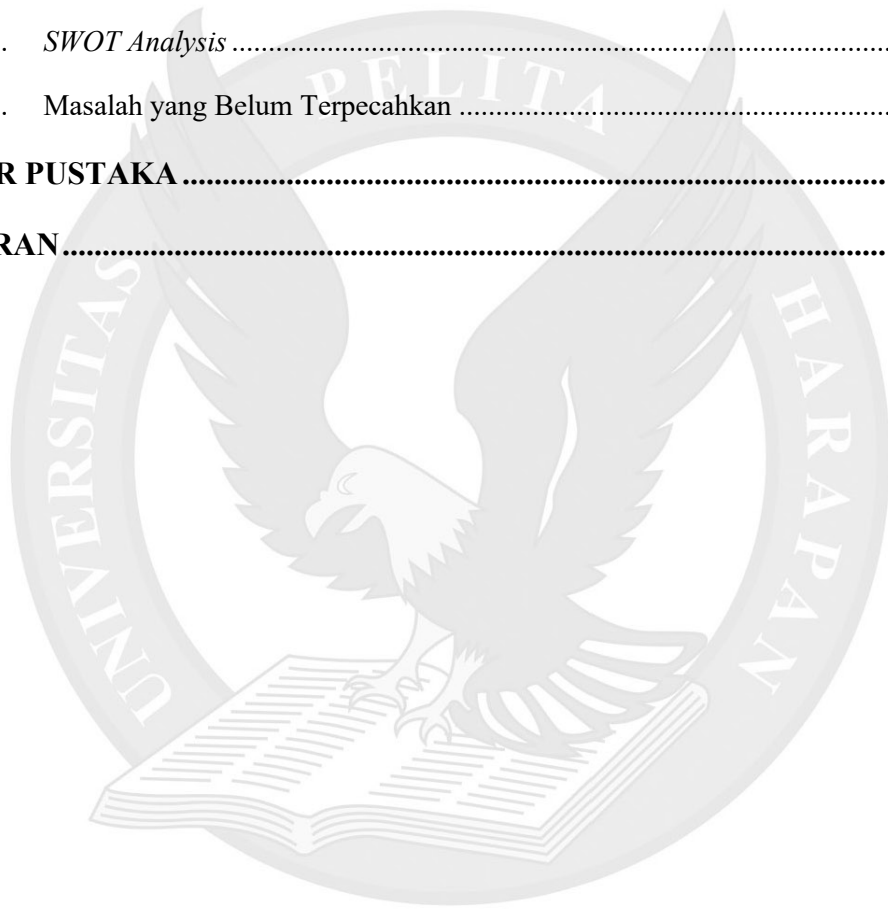 . SWOT Analysis ..........................................................................................
. Masalah yang Belum Terpecahkan ...........................................................
R PUSTAKA ..................................................................................................
RAN ..................................................................................................................
UNIVERSITAS PELITA HARAPAN